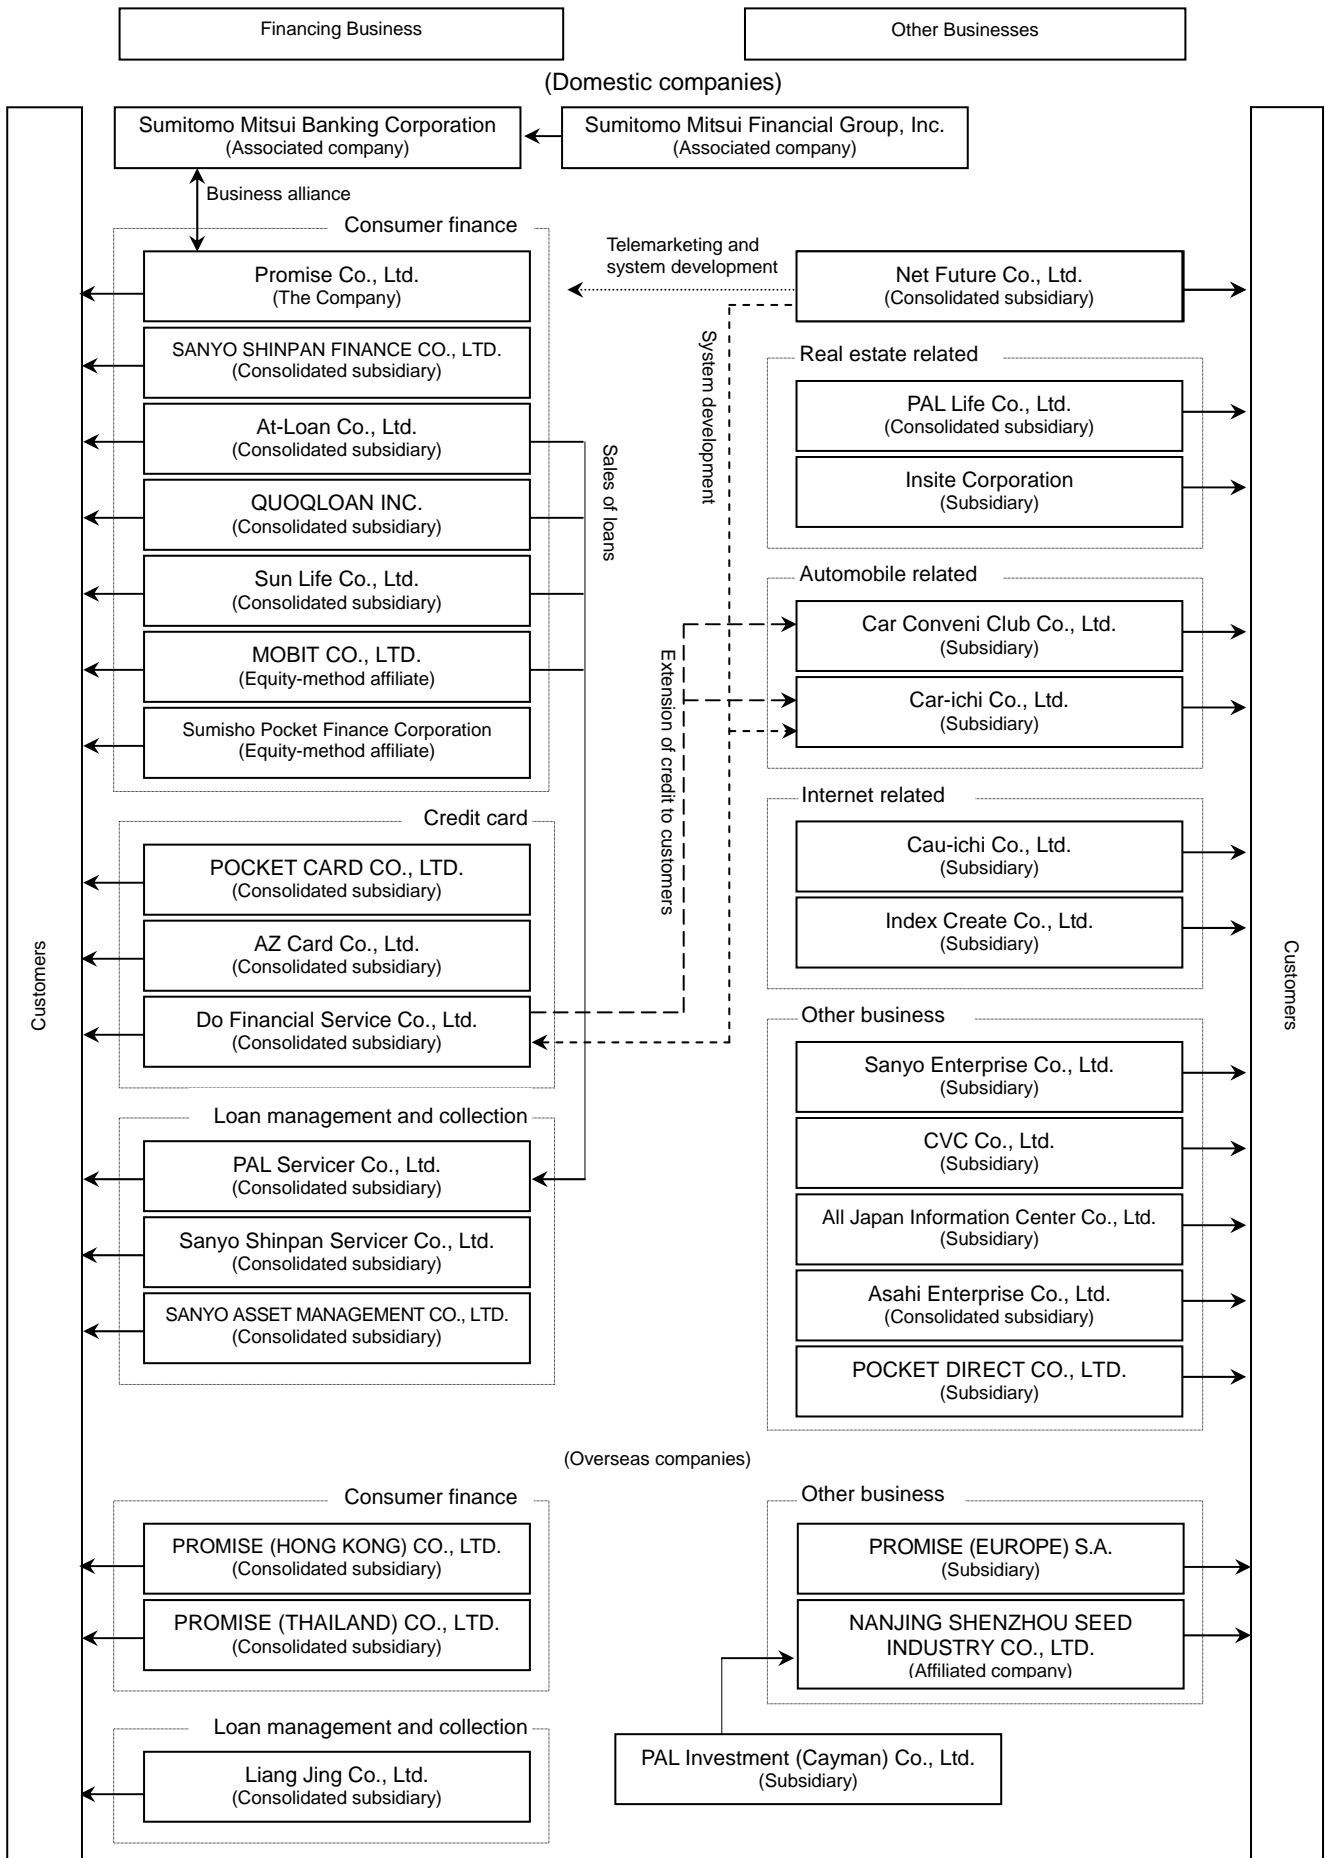 Financing Business
Other Businesses
(Domestic companies)
Sumitomo Mitsui Banking Corporation
(Associated company)
Sumitomo Mitsui Financial Group, Inc.
(Associated company)
Business alliance
Consumer finance
Promise Co., Ltd.
(The Company)
SANYO SHINPAN FINANCE CO., LTD.
(Consolidated subsidiary)
At-Loan Co., Ltd.
(Consolidated subsidiary)
QUOQLOAN INC.
(Consolidated subsidiary)
Sun Life Co., Ltd.
(Consolidated subsidiary)
MOBIT CO., LTD.
(Equity-method affiliate)
Sumisho Pocket Finance Corporation
(Equity-method affiliate)
Telemarketing and
system development
Net Future Co., Ltd.
(Consolidated subsidiary)
System development
Sales of loans
Extension of credit to customers
Real estate related
PAL Life Co., Ltd.
(Consolidated subsidiary)
Insite Corporation
(Subsidiary)
Automobile related
Car Conveni Club Co., Ltd.
(Subsidiary)
Car-ichi Co., Ltd.
(Subsidiary)
Internet related
Cau-ichi Co., Ltd.
(Subsidiary)
Index Create Co., Ltd.
(Subsidiary)
Credit card
POCKET CARD CO., LTD.
(Consolidated subsidiary)
AZ Card Co., Ltd.
(Consolidated subsidiary)
Do Financial Service Co., Ltd.
(Consolidated subsidiary)
Customers
Customers
Other business
Sanyo Enterprise Co., Ltd.
(Subsidiary)
CVC Co., Ltd.
(Subsidiary)
All Japan Information Center Co., Ltd.
(Subsidiary)
Asahi Enterprise Co., Ltd.
(Consolidated subsidiary)
POCKET DIRECT CO., LTD.
(Subsidiary)
Loan management and collection
PAL Servicer Co., Ltd.
(Consolidated subsidiary)
Sanyo Shinpan Servicer Co., Ltd.
(Consolidated subsidiary)
SANYO ASSET MANAGEMENT CO., LTD.
(Consolidated subsidiary)
(Overseas companies)
Consumer finance
PROMISE (HONG KONG) CO., LTD.
(Consolidated subsidiary)
PROMISE (THAILAND) CO., LTD.
(Consolidated subsidiary)
Other business
PROMISE (EUROPE) S.A.
(Subsidiary)
NANJING SHENZHOU SEED
INDUSTRY CO., LTD.
(Affiliated company)
Loan management and collection
Liang Jing Co., Ltd.
(Consolidated subsidiary)
PAL Investment (Cayman) Co., Ltd.
(Subsidiary)